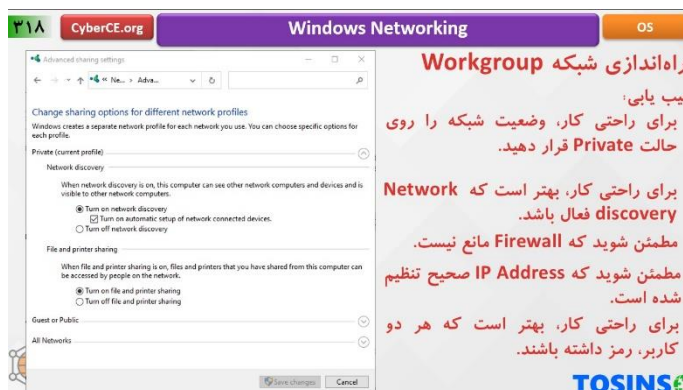 ۳۱۸
CyberCE.org
Windows Networking
OS
Advanced sharing settings
« Ne... > Adva...
Change sharing options for different network profiles
Windows creates a separate network profile for each network you use. You can choose specific options for
each profile.
Private (current profile)
Network discovery
When network discovery is on, this computer can see other network computers and devices and is
visible to other network computers.
Turn on network discovery
Turn on automatic setup of network connected devices.
Turn off network discovery
File and printer sharing
When file and printer sharing is on, files and printers that you have shared from this computer can
be accessed by people on the network.
Turn on file and printer sharing
Turn off file and printer sharing
Guest or Public
All Networks
Save changes
Cancel
راه‌اندازی شبکه Workgroup
یب یابی:
برای راحتی کار، وضعیت شبکه را روی
حالت Private قرار دهید.
برای راحتی کار، بهتر است که Network
discovery فعال باشد.
مطمئن شوید که Firewall مانع نیست.
مطمئن شوید که IP Address صحیح تنظیم
شده است.
برای راحتی کار، بهتر است که هر دو
کاربر، رمز داشته باشند.
TOSINS